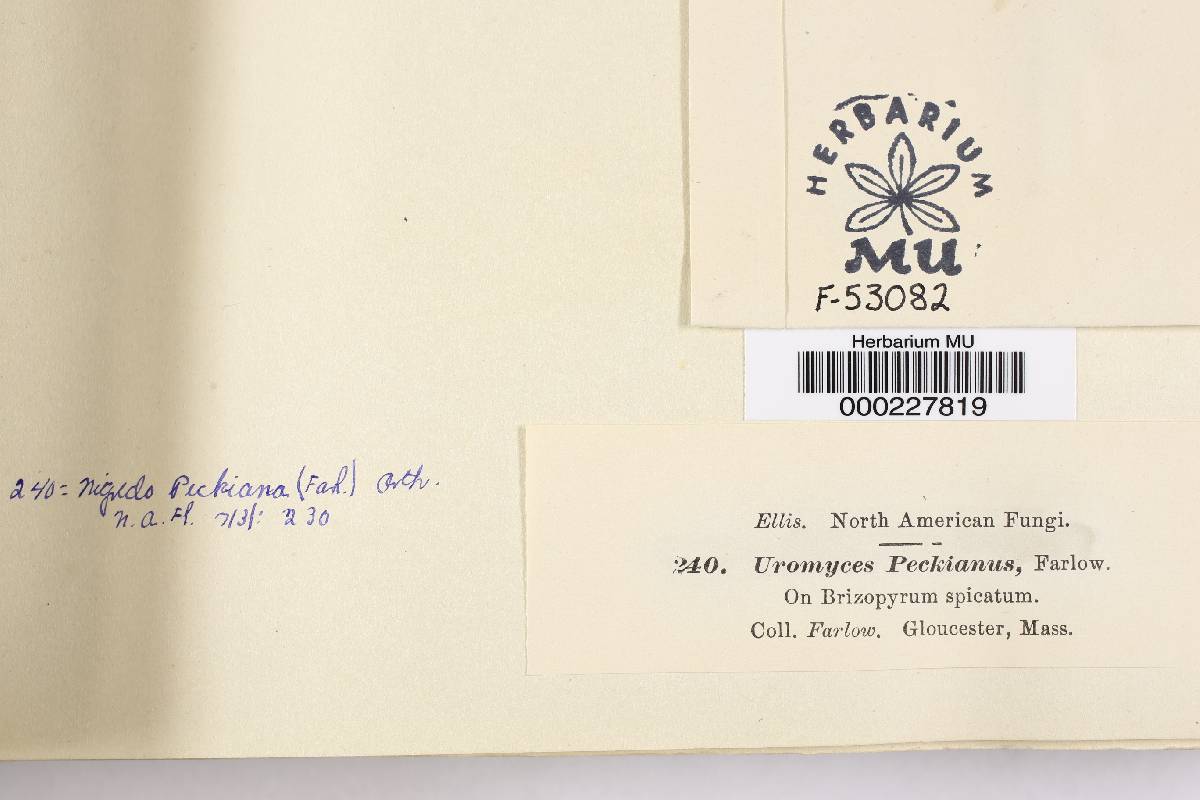 HERBARIUM
MU
F-53082
Herbarium MU
000227819
240 = Nigredo Peckiana (Farl.) Arth.
N. A. Fl. 7/3/: 230
Ellis. North American Fungi.
240. Uromyces Peckianus, Farlow.
On Brizopyrum spicatum.
Coll. Farlow. Gloucester, Mass.